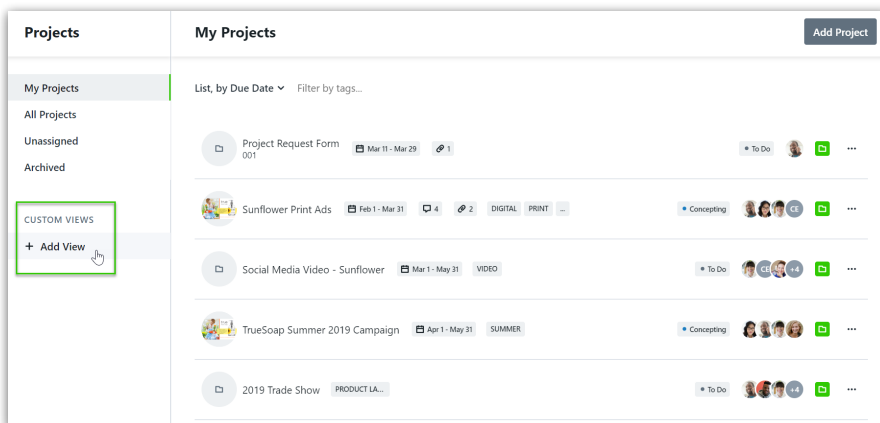 Projects
My Projects
Add Project
My Projects
All Projects
Unassigned
Archived
CUSTOM VIEWS
+ Add View
List, by Due Date Filter by tags...
Project Request Form
001
Mar 11 - Mar 29 1 To Do ...
Sunflower Print Ads Feb 1 - Mar 31 4 2 DIGITAL PRINT ... Concepting CE ...
Social Media Video - Sunflower Mar 1 - May 31 VIDEO To Do CE +4 ...
TrueSoap Summer 2019 Campaign Apr 1 - May 31 SUMMER Concepting ...
2019 Trade Show PRODUCT LA... To Do +4 ...